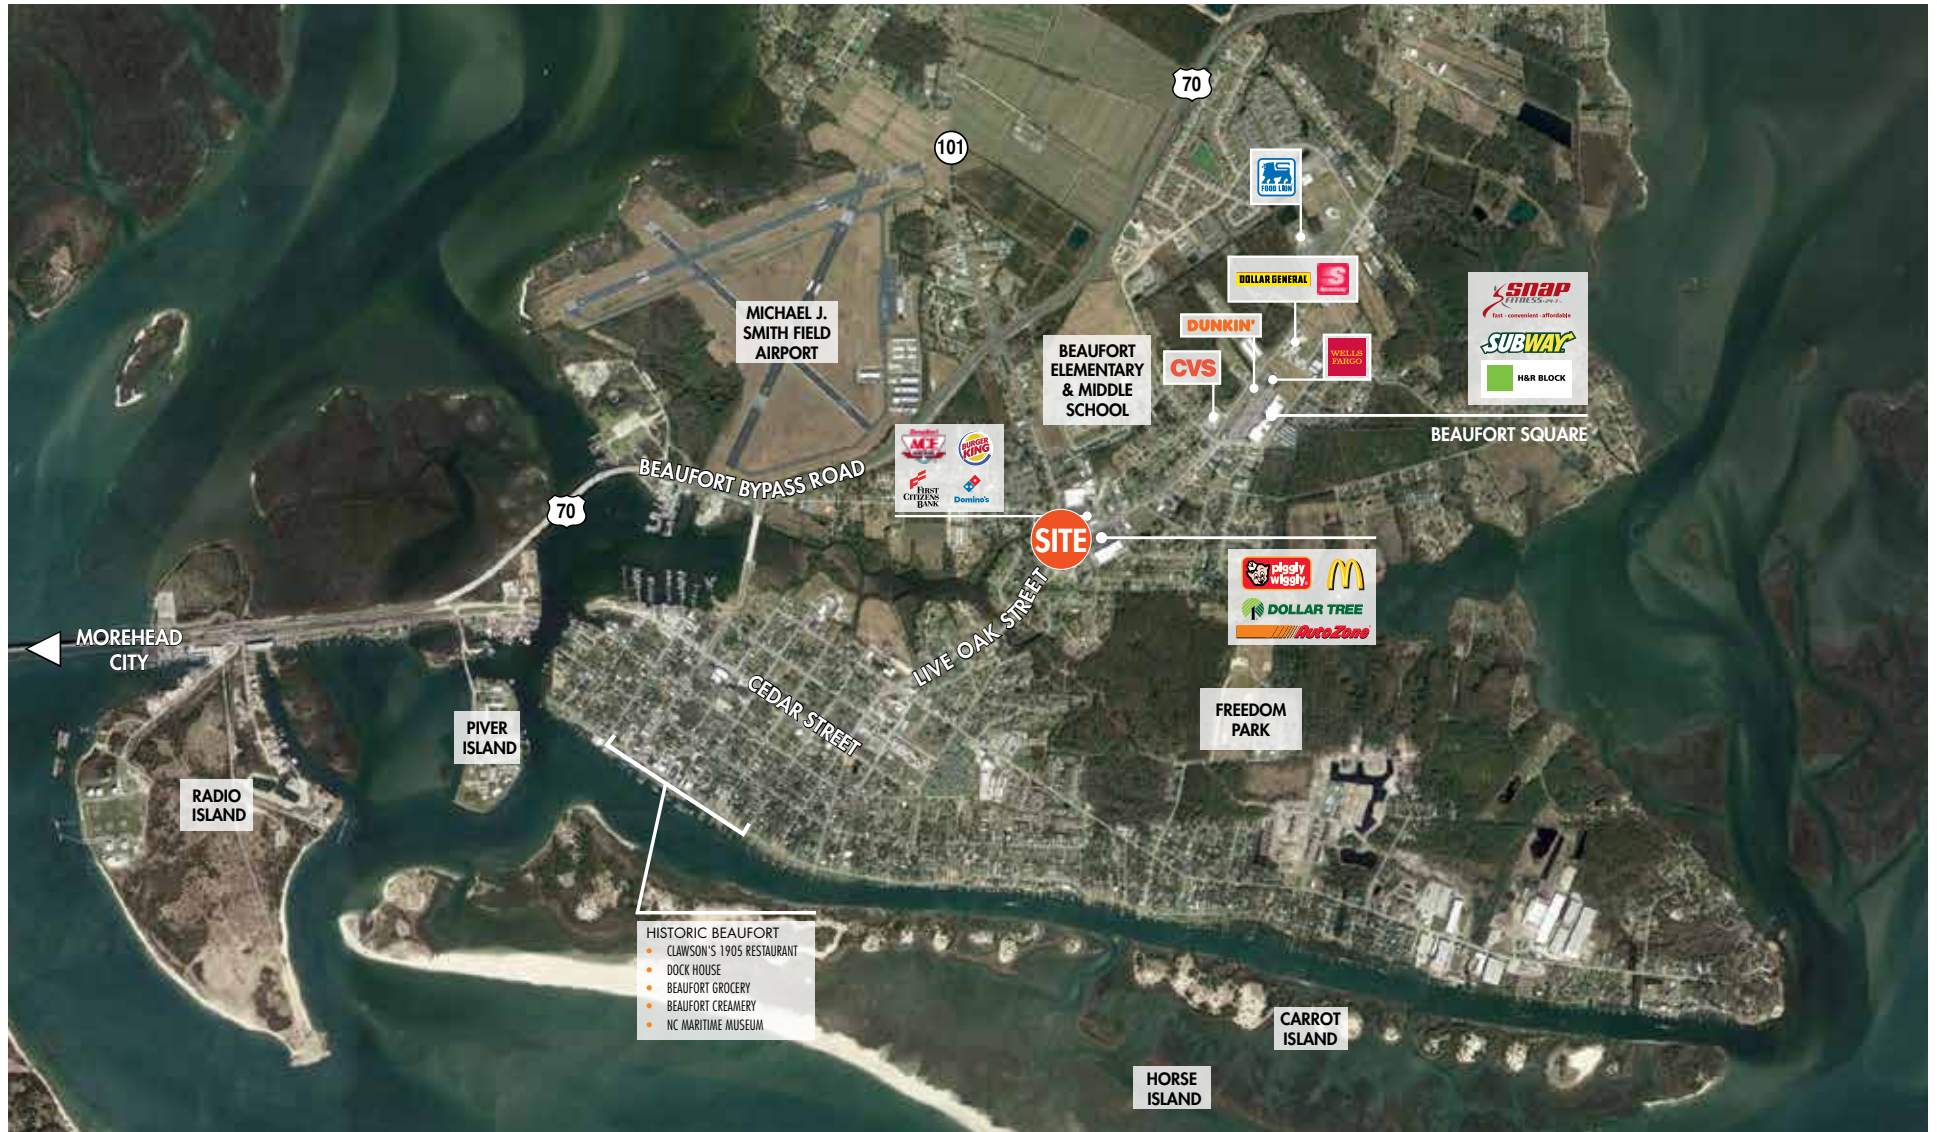 70
101
FOOD LION
DOLLAR GENERAL
Speedway
DUNKIN'
WELLS
FARGO
CVS
snap
FITNESS 24-7
fast · convenient · affordable
SUBWAY
H&R BLOCK
BEAUFORT SQUARE
MICHAEL J.
SMITH FIELD
AIRPORT
BEAUFORT
ELEMENTARY
& MIDDLE
SCHOOL
ACE
BURGER
KING
FIRST
CITIZENS
BANK
Domino's
BEAUFORT BYPASS ROAD
70
SITE
piggly
wiggly
DOLLAR TREE
AutoZone
LIVE OAK STREET
MOREHEAD
CITY
CEDAR STREET
FREEDOM
PARK
PIVER
ISLAND
RADIO
ISLAND
HISTORIC BEAUFORT
• CLAWSON'S 1905 RESTAURANT
• DOCK HOUSE
• BEAUFORT GROCERY
• BEAUFORT CREAMERY
• NC MARITIME MUSEUM
CARROT
ISLAND
HORSE
ISLAND